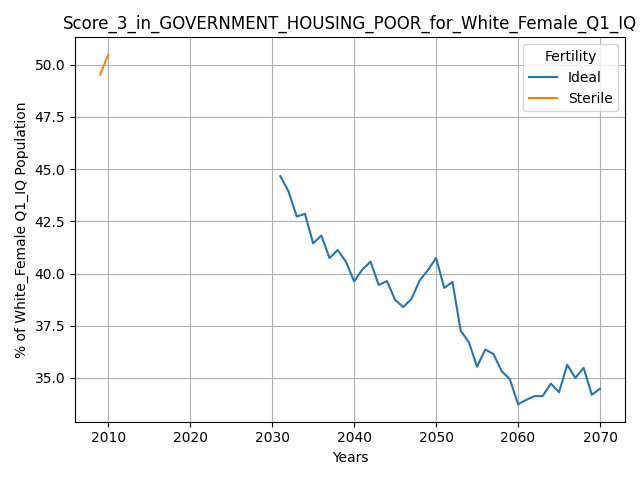 Score_3_in_GOVERNMENT_HOUSING_POOR_for_White_Female_Q1_IQ
Fertility
Ideal
Sterile
% of White_Female Q1_IQ Population
50.0
47.5
45.0
42.5
40.0
37.5
35.0
2010
2020
2030
2040
2050
2060
2070
Years